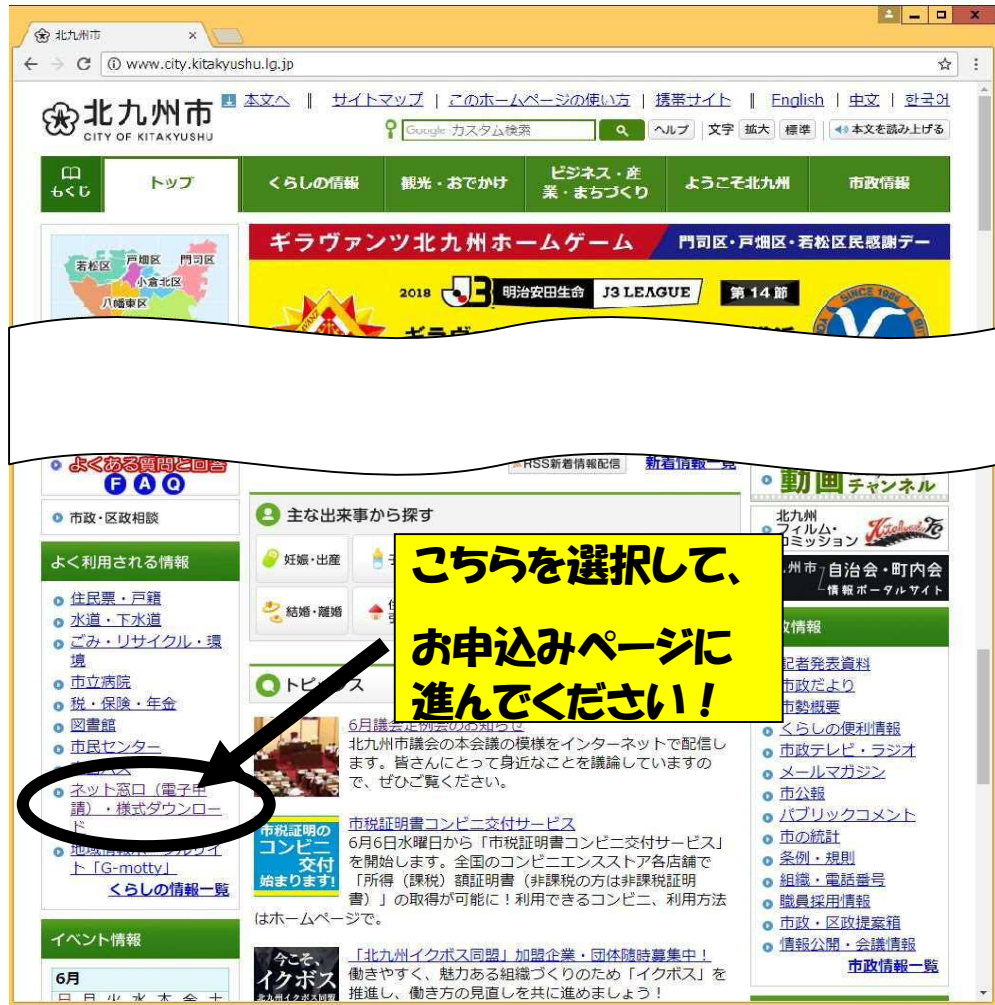 北九州市
www.city.kitakyushu.lg.jp
北九州市
CITY OF KITAKYUSHU
本文へ ‖ サイトマップ | このホームページの使い方 | 携帯サイト ‖ English | 中文 | 한국어
Google カスタム検索
ヘルプ 文字 拡大 標準 本文を読み上げる
もくじ
トップ
くらしの情報
観光・おでかけ
ビジネス・産
業・まちづくり
ようこそ北九州
市政情報
若松区
戸畑区
門司区
小倉北区
八幡東区
ギラヴァンツ北九州ホームゲーム
門司区・戸畑区・若松区民感謝デー
2018 J3 明治安田生命 J3 LEAGUE 第14節
SINCE 1986
よくある質問と回答
FAQ
市政・区政相談
よく利用される情報
住民票・戸籍
水道・下水道
ごみ・リサイクル・環
境
市立病院
税・保険・年金
図書館
市民センター
ネット窓口（電子申
請）・様式ダウンロー
ド
ト「G-motty」
くらしの情報一覧
イベント情報
6月
日 月 火 水 木 金 土
RSS新着情報配信
新着情報一覧
主な出来事から探す
妊娠・出産
結婚・離婚
こちらを選択して、
お申込みページに
進んでください！
トピックス
6月議会定例会のお知らせ
北九州市議会の本会議の模様をインターネットで配信し
ます。皆さんにとって身近なことを議論していますの
で、ぜひご覧ください。
市税証明の
コンビニ
交付
始まります!
市税証明書コンビニ交付サービス
6月6日水曜日から「市税証明書コンビニ交付サービス」
を開始します。全国のコンビニエンスストア各店舗で
「所得（課税）額証明書（非課税の方は非課税証明
書）」の取得が可能に！利用できるコンビニ、利用方法
はホームページで。
今こそ、
イクボス
北九州イクボス同盟
「北九州イクボス同盟」加盟企業・団体随時募集中！
働きやすく、魅力ある組織づくりのため「イクボス」を
推進し、働き方の見直しを共に進めましょう！
動画チャンネル
北九州
フィルム・
コミッション
州市 自治会・町内会
情報ポータルサイト
政情報
記者発表資料
市政だより
市勢概要
くらしの便利情報
市政テレビ・ラジオ
メールマガジン
市公報
パブリックコメント
市の統計
条例・規則
組織・電話番号
職員採用情報
市政・区政提案箱
情報公開・会議情報
市政情報一覧